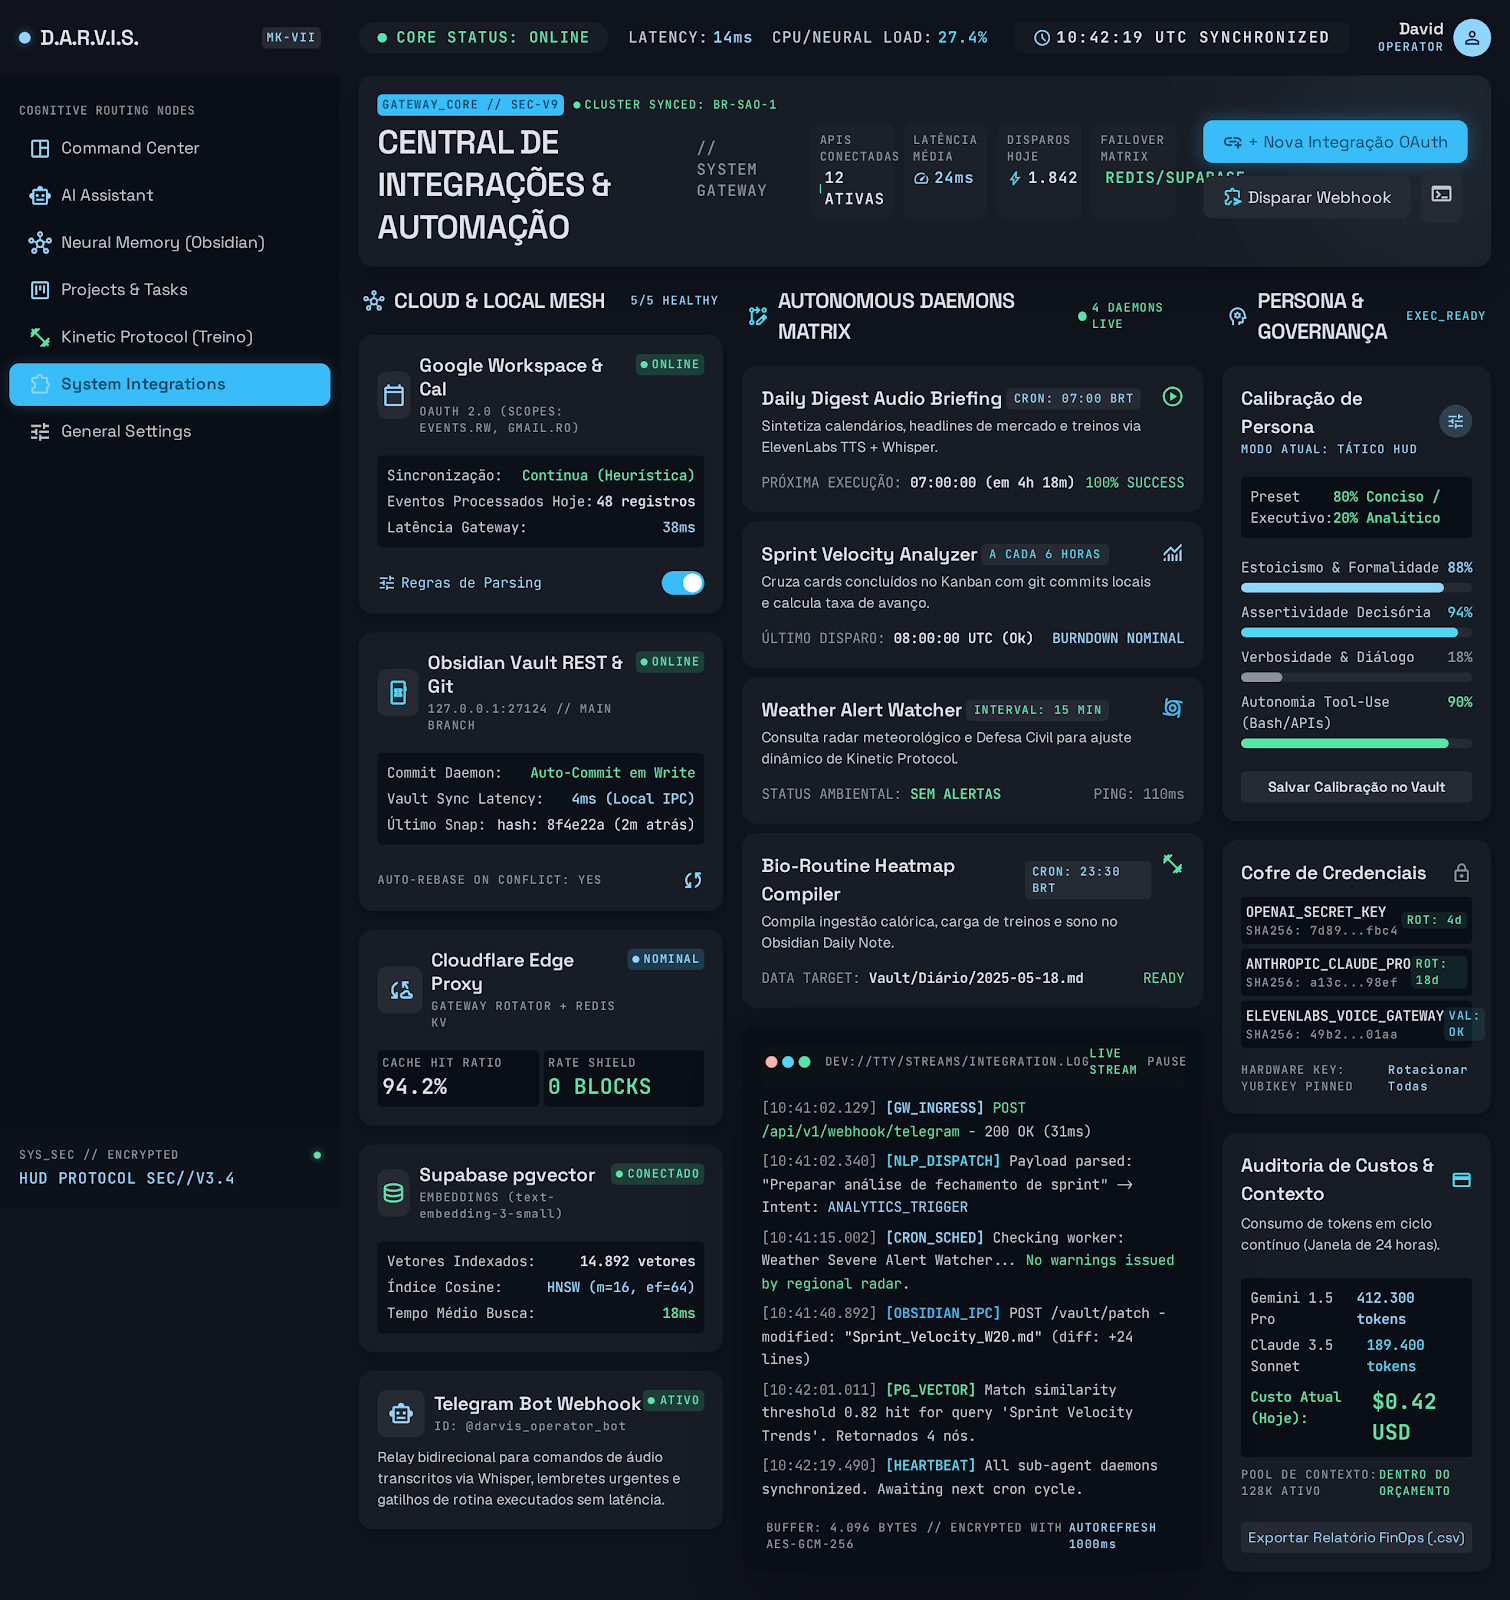 D.A.R.V.I.S.
MK-VII
CORE STATUS: ONLINE
LATENCY: 14ms
CPU/NEURAL LOAD: 27.4%
10:42:19 UTC SYNCHRONIZED
David
OPERATOR
COGNITIVE ROUTING NODES
Command Center
AI Assistant
Neural Memory (Obsidian)
Projects & Tasks
Kinetic Protocol (Treino)
System Integrations
General Settings
SYS_SEC // ENCRYPTED
HUD PROTOCOL SEC//V3.4
GATEWAY_CORE // SEC-V9
CLUSTER SYNCED: BR-SAO-1
CENTRAL DE
INTEGRAÇÕES &
AUTOMAÇÃO
//
SYSTEM
GATEWAY
APIS
CONECTADAS
12
ATIVAS
LATÊNCIA
MÉDIA
24ms
DISPAROS
HOJE
1.842
FAILOVER
MATRIX
REDIS/SUPABASE
+ Nova Integração OAuth
Disparar Webhook
CLOUD & LOCAL MESH
5/5 HEALTHY
Google Workspace &
Cal
ONLINE
OAUTH 2.0 (SCOPES:
EVENTS.RW, GMAIL.RO)
Sincronização: Contínua (Heurística)
Eventos Processados Hoje: 48 registros
Latência Gateway: 38ms
Regras de Parsing
Obsidian Vault REST &
Git
ONLINE
127.0.0.1:27124 // MAIN
BRANCH
Commit Daemon: Auto-Commit em Write
Vault Sync Latency: 4ms (Local IPC)
Último Snap: hash: 8f4e22a (2m atrás)
AUTO-REBASE ON CONFLICT: YES
Cloudflare Edge
Proxy
NOMINAL
GATEWAY ROTATOR + REDIS
KV
CACHE HIT RATIO
94.2%
RATE SHIELD
0 BLOCKS
Supabase pgvector
CONECTADO
EMBEDDINGS (text-
embedding-3-small)
Vetores Indexados: 14.892 vetores
Índice Cosine: HNSW (m=16, ef=64)
Tempo Médio Busca: 18ms
Telegram Bot Webhook
ATIVO
ID: @darvis_operator_bot
Relay bidirecional para comandos de áudio
transcritos via Whisper, lembretes urgentes e
gatilhos de rotina executados sem latência.
AUTONOMOUS DAEMONS
MATRIX
4 DAEMONS
LIVE
Daily Digest Audio Briefing
CRON: 07:00 BRT
Sintetiza calendários, headlines de mercado e treinos via
ElevenLabs TTS + Whisper.
PRÓXIMA EXECUÇÃO: 07:00:00 (em 4h 18m) 100% SUCCESS
Sprint Velocity Analyzer
A CADA 6 HORAS
Cruza cards concluídos no Kanban com git commits locais
e calcula taxa de avanço.
ÚLTIMO DISPARO: 08:00:00 UTC (Ok) BURNDOWN NOMINAL
Weather Alert Watcher
INTERVAL: 15 MIN
Consulta radar meteorológico e Defesa Civil para ajuste
dinâmico de Kinetic Protocol.
STATUS AMBIENTAL: SEM ALERTAS PING: 110ms
Bio-Routine Heatmap
Compiler
CRON: 23:30
BRT
Compila ingestão calórica, carga de treinos e sono no
Obsidian Daily Note.
DATA TARGET: Vault/Diário/2025-05-18.md READY
DEV://TTY/STREAMS/INTEGRATION.LOG
LIVE
STREAM
PAUSE
[10:41:02.129] [GW_INGRESS] POST
/api/v1/webhook/telegram - 200 OK (31ms)
[10:41:02.340] [NLP_DISPATCH] Payload parsed:
"Preparar análise de fechamento de sprint" →
Intent: ANALYTICS_TRIGGER
[10:41:15.002] [CRON_SCHED] Checking worker:
Weather Severe Alert Watcher... No warnings issued
by regional radar.
[10:41:40.892] [OBSIDIAN_IPC] POST /vault/patch -
modified: "Sprint_Velocity_W20.md" (diff: +24
lines)
[10:42:01.011] [PG_VECTOR] Match similarity
threshold 0.82 hit for query 'Sprint Velocity
Trends'. Retornados 4 nós.
[10:42:19.490] [HEARTBEAT] All sub-agent daemons
synchronized. Awaiting next cron cycle.
BUFFER: 4.096 BYTES // ENCRYPTED WITH
AES-GCM-256
AUTOREFRESH
1000ms
PERSONA &
GOVERNANÇA
EXEC_READY
Calibração de
Persona
MODO ATUAL: TÁTICO HUD
Preset
Executivo:
80% Conciso /
20% Analítico
Estoicismo & Formalidade 88%
Assertividade Decisória 94%
Verbosidade & Diálogo 18%
Autonomia Tool-Use
(Bash/APIs)
90%
Salvar Calibração no Vault
Cofre de Credenciais
OPENAI_SECRET_KEY
SHA256: 7d89...fbc4
ROT: 4d
ANTHROPIC_CLAUDE_PRO
SHA256: a13c...98ef
ROT:
18d
ELEVENLABS_VOICE_GATEWAY
SHA256: 49b2...01aa
VAL:
OK
HARDWARE KEY:
YUBIKEY PINNED
Rotacionar
Todas
Auditoria de Custos &
Contexto
Consumo de tokens em ciclo
contínuo (Janela de 24 horas).
Gemini 1.5
Pro
412.300
tokens
Claude 3.5
Sonnet
189.400
tokens
Custo Atual
(Hoje):
$0.42
USD
POOL DE CONTEXTO:
128K ATIVO
DENTRO DO
ORÇAMENTO
Exportar Relatório FinOps (.csv)